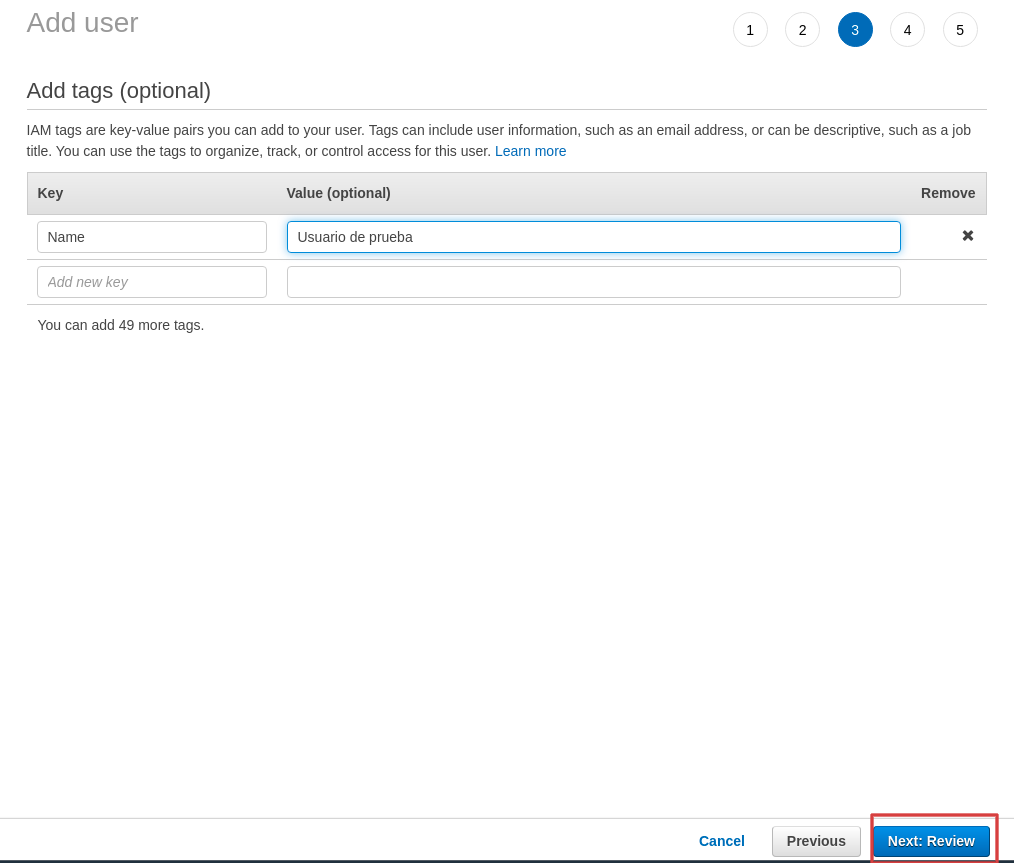 Add user
1 2 3 4 5
Add tags (optional)
IAM tags are key-value pairs you can add to your user. Tags can include user information, such as an email address, or can be descriptive, such as a job
title. You can use the tags to organize, track, or control access for this user. Learn more
Key Value (optional) Remove
Name Usuario de prueba
Add new key
You can add 49 more tags.
Cancel Previous Next: Review